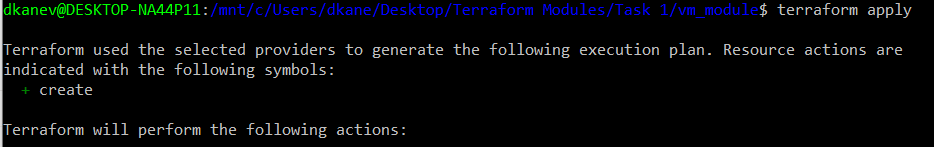 dkanev@DESKTOP-NA44P11:/mnt/c/Users/dkane/Desktop/Terraform Modules/Task 1/vm_module$ terraform apply
Terraform used the selected providers to generate the following execution plan. Resource actions are
indicated with the following symbols:
+ create
Terraform will perform the following actions: